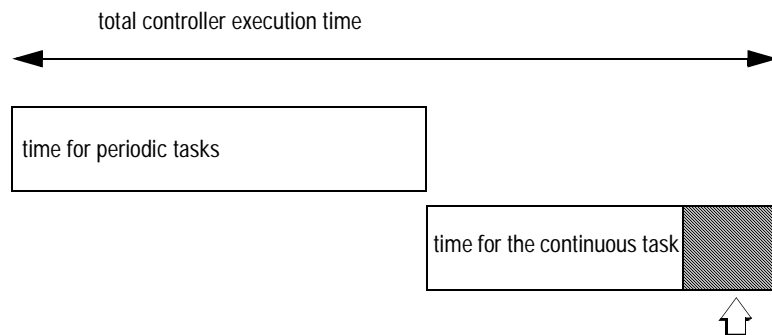 total controller execution time
time for periodic tasks
time for the continuous task